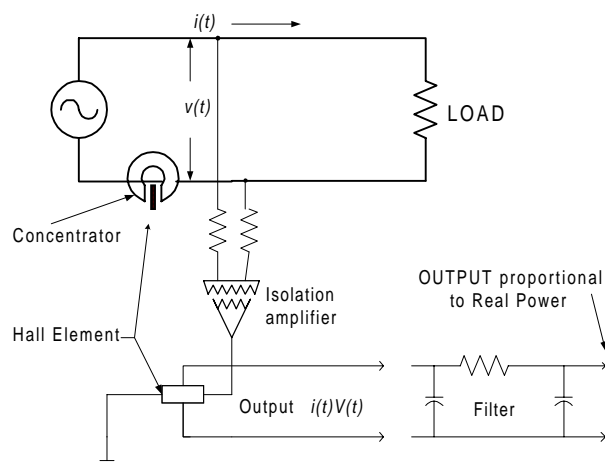 i(t)
v(t)
LOAD
Concentrator
Isolation
amplifier
OUTPUT proportional
to Real Power
Hall Element
Output i(t)V(t)
Filter